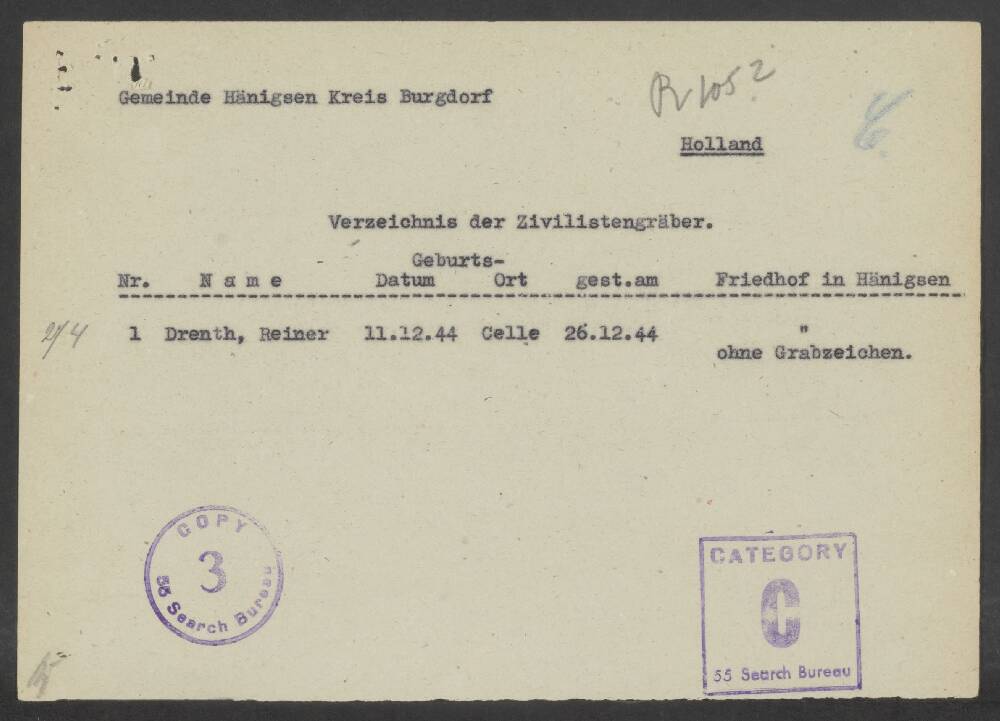 Gemeinde Hänigsen Kreis Burgdorf
Holland
Verzeichnis der Zivilistengräber.
Geburts-
Nr. N a m e Datum Ort gest.am Friedhof in Hänigsen
2/4 1 Drenth, Reiner 11.12.44 Celle 26.12.44 "
ohne Grabzeichen.
COPY
3
55 Search Bureau
CATEGORY
C
55 Search Bureau